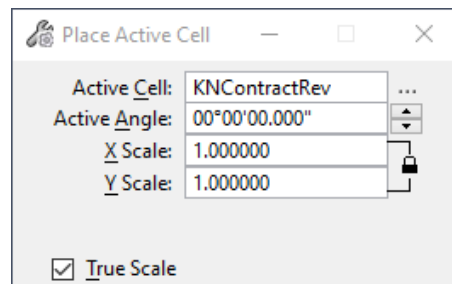 Place Active Cell
Active Cell: KNContractRev ...
Active Angle: 00°00'00.000"
X Scale: 1.000000
Y Scale: 1.000000
True Scale